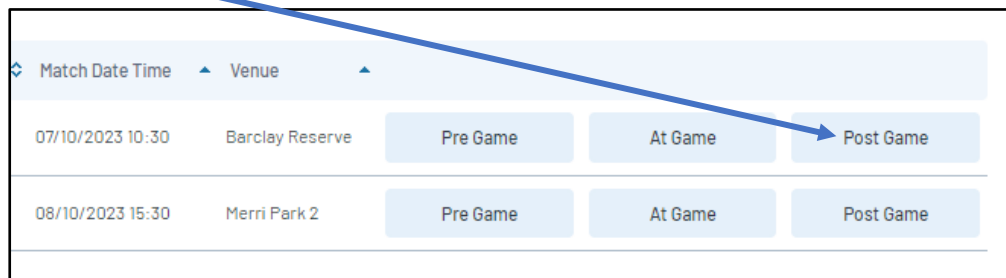 Match Date Time Venue
07/10/2023 10:30 Barclay Reserve Pre Game At Game Post Game
08/10/2023 15:30 Merri Park 2 Pre Game At Game Post Game